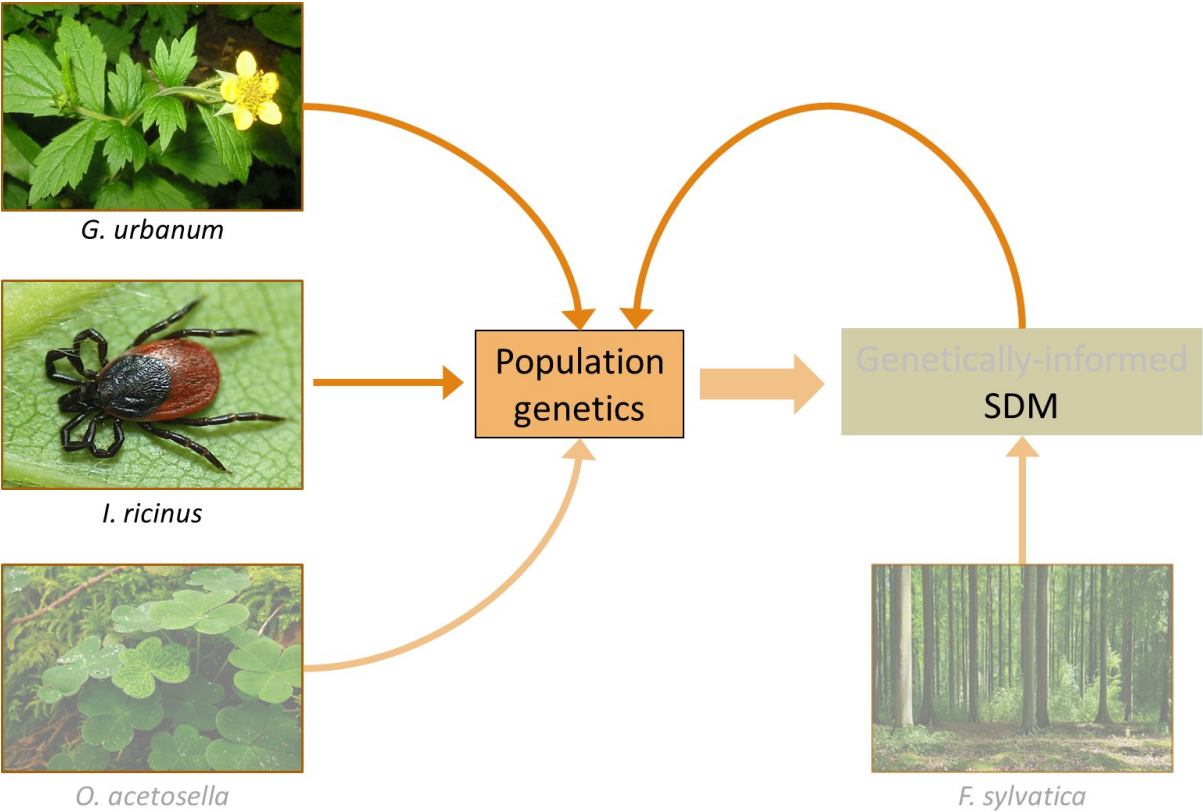 G. urbanum
Population
genetics
Genetically-informed
SDM
I. ricinus
O. acetosella
F. sylvatica